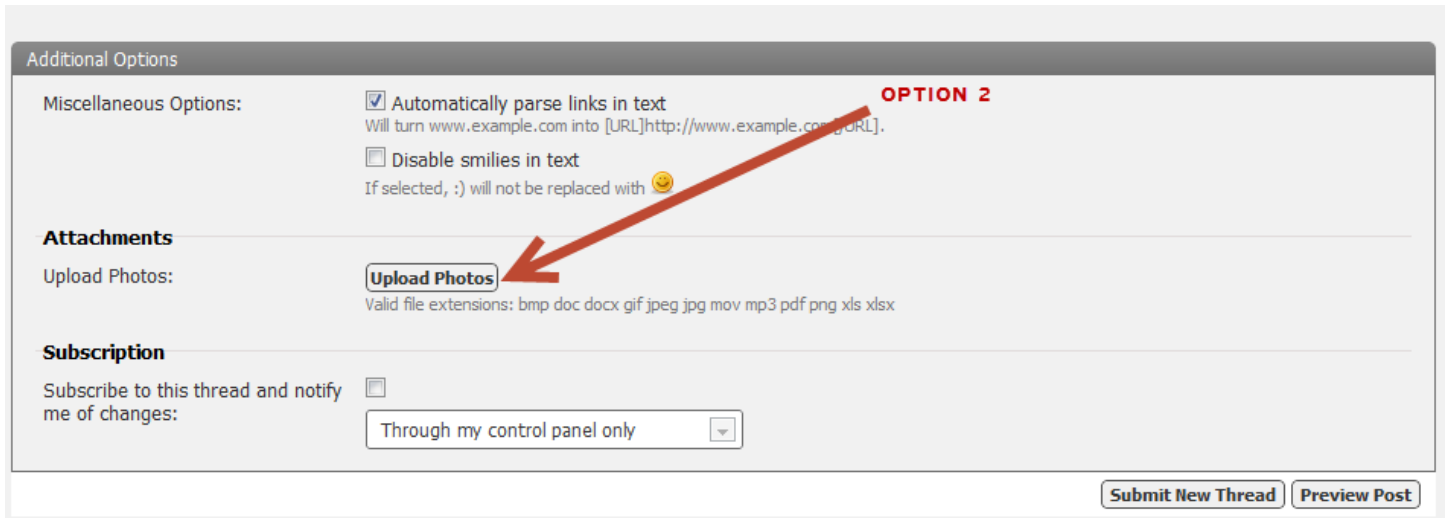 Additional Options
Miscellaneous Options:
Automatically parse links in text
OPTION 2
Will turn www.example.com into [URL]http://www.example.com[/URL].
Disable smilies in text
If selected, :) will not be replaced with
Attachments
Upload Photos:
Upload Photos
Valid file extensions: bmp doc docx gif jpeg jpg mov mp3 pdf png xls xlsx
Subscription
Subscribe to this thread and notify
me of changes:
Through my control panel only
Submit New Thread
Preview Post